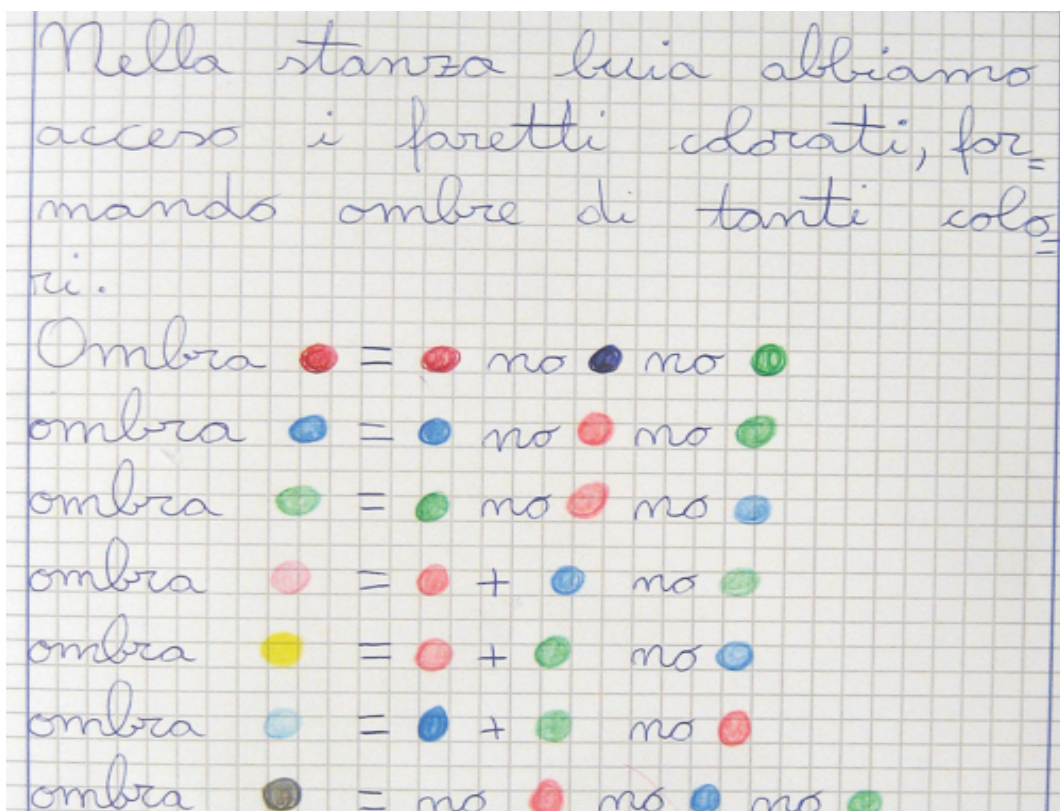 Nella stanza buia abbiamo
acceso i faretti colorati, for=
mando ombre di tanti colo=
ri.
Ombra = no no
ombra = no no
ombra = no no
ombra = + no
ombra = + no
ombra = + no
ombra = no no no